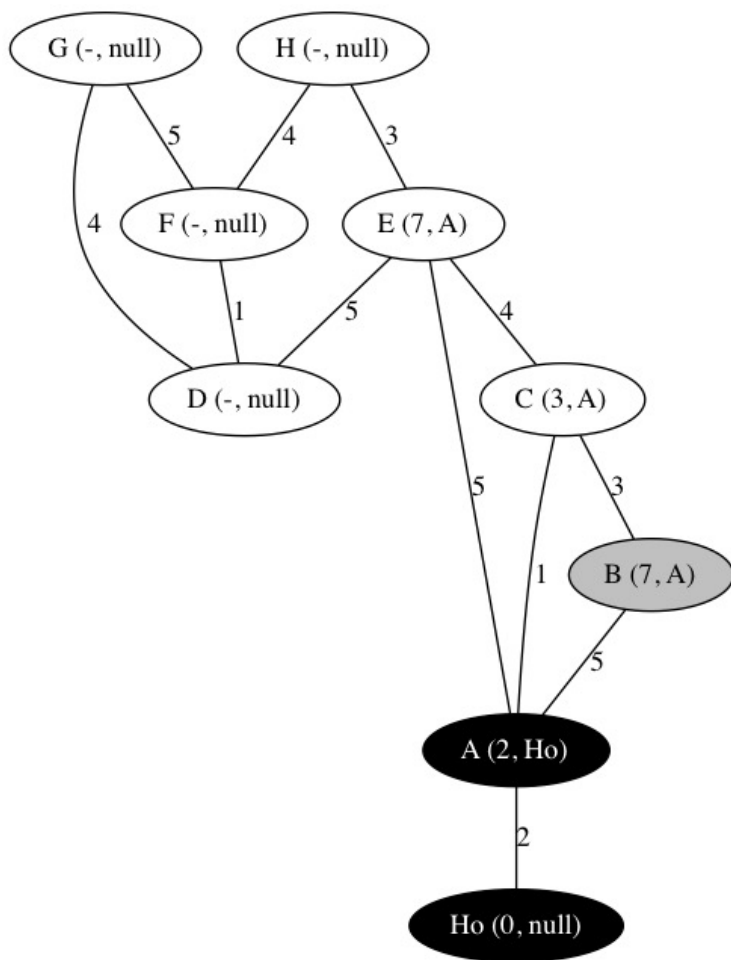 G (-, null)
H (-, null)
5
4
3
F (-, null)
E (7, A)
4
1
5
4
D (-, null)
C (3, A)
5
3
1
B (7, A)
5
A (2, Ho)
2
Ho (0, null)